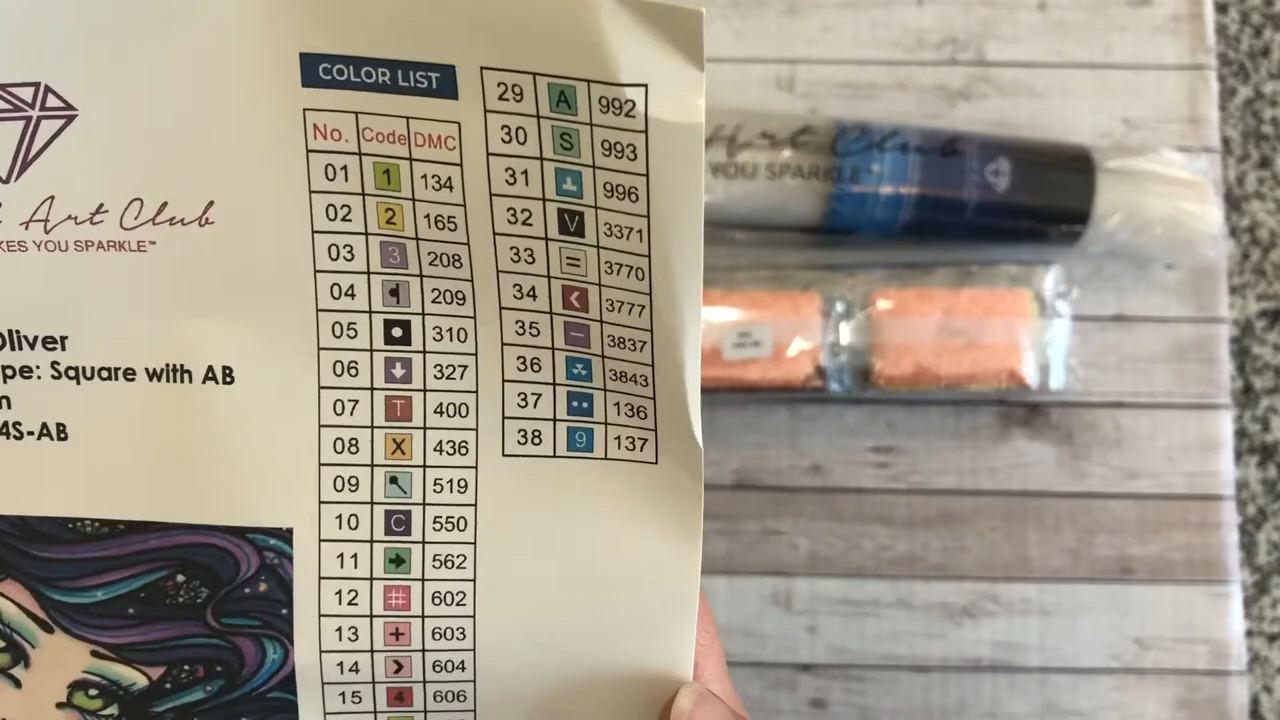 Art Club
KES YOU SPARKLE™
Oliver
pe: Square with AB
4S-AB
COLOR LIST
No. Code DMC
01 1 134
02 2 165
03 3 208
04 209
05 310
06 327
07 T 400
08 X 436
09 519
10 C 550
11 562
12 # 602
13 + 603
14 > 604
15 4 606
29 A 992
30 S 993
31 996
32 V 3371
33 = 3770
34 < 3777
35 — 3837
36 3843
37 •• 136
38 9 137
Art Club
YOU SPARKLE